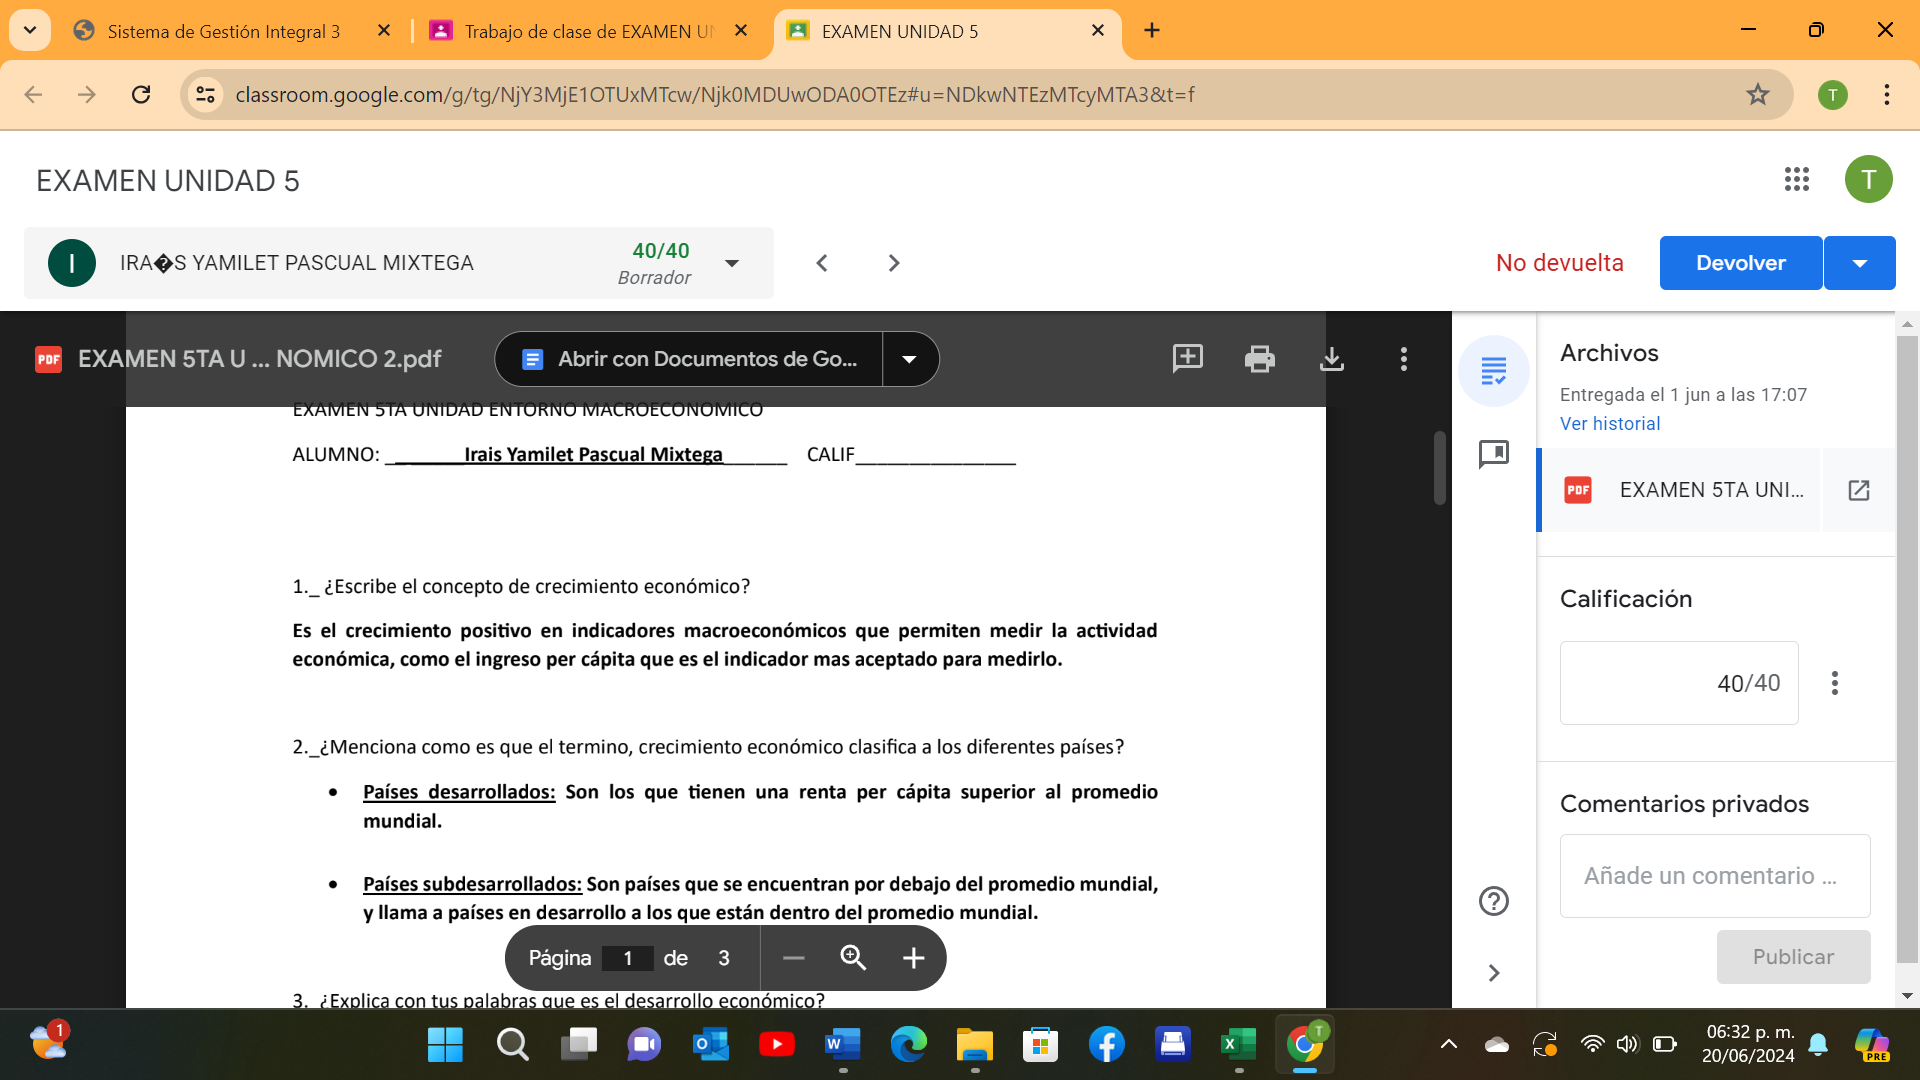 Sistema de Gestión Integral 3
Trabajo de clase de EXAMEN UN
EXAMEN UNIDAD 5
classroom.google.com/g/tg/NjY3MjE1OTUxMTcw/Njk0MDUwODA0OTEz#u=NDkwNTEzMTcyMTA3&t=f
T
EXAMEN UNIDAD 5
T
I
IRA�S YAMILET PASCUAL MIXTEGA
40/40
Borrador
No devuelta
Devolver
PDF
EXAMEN 5TA U ... NOMICO 2.pdf
Abrir con Documentos de Go...
EXAMEN 5TA UNIDAD ENTORNO MACROECONOMICO
ALUMNO: _______Irais Yamilet Pascual Mixtega______ CALIF_______________
1._ ¿Escribe el concepto de crecimiento económico?
Es el crecimiento positivo en indicadores macroeconómicos que permiten medir la actividad
económica, como el ingreso per cápita que es el indicador mas aceptado para medirlo.
2._¿Menciona como es que el termino, crecimiento económico clasifica a los diferentes países?
• Países desarrollados: Son los que tienen una renta per cápita superior al promedio
mundial.
• Países subdesarrollados: Son países que se encuentran por debajo del promedio mundial,
y llama a países en desarrollo a los que están dentro del promedio mundial.
3._¿Explica con tus palabras que es el desarrollo económico?
Página 1 de 3
Archivos
Entregada el 1 jun a las 17:07
Ver historial
PDF
EXAMEN 5TA UNI...
Calificación
40/40
Comentarios privados
Añade un comentario ...
Publicar
1
T
06:32 p. m.
20/06/2024
PRE